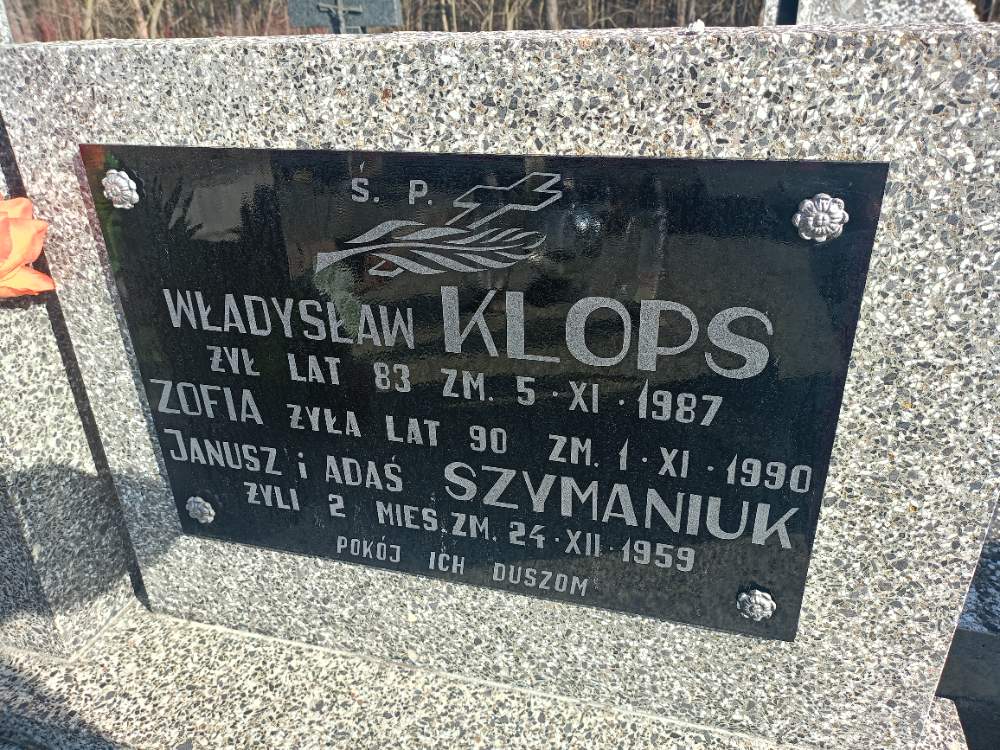 Ś. P.
WŁADYSŁAW KLOPS
ŻYŁ LAT 83 ZM. 5·XI·1987
ZOFIA ŻYŁA LAT 90 ZM. 1·XI·1990
JANUSZ i ADAŚ SZYMANIUK
ŻYLI 2 MIES. ZM. 24·XII·1959
POKÓJ ICH DUSZOM